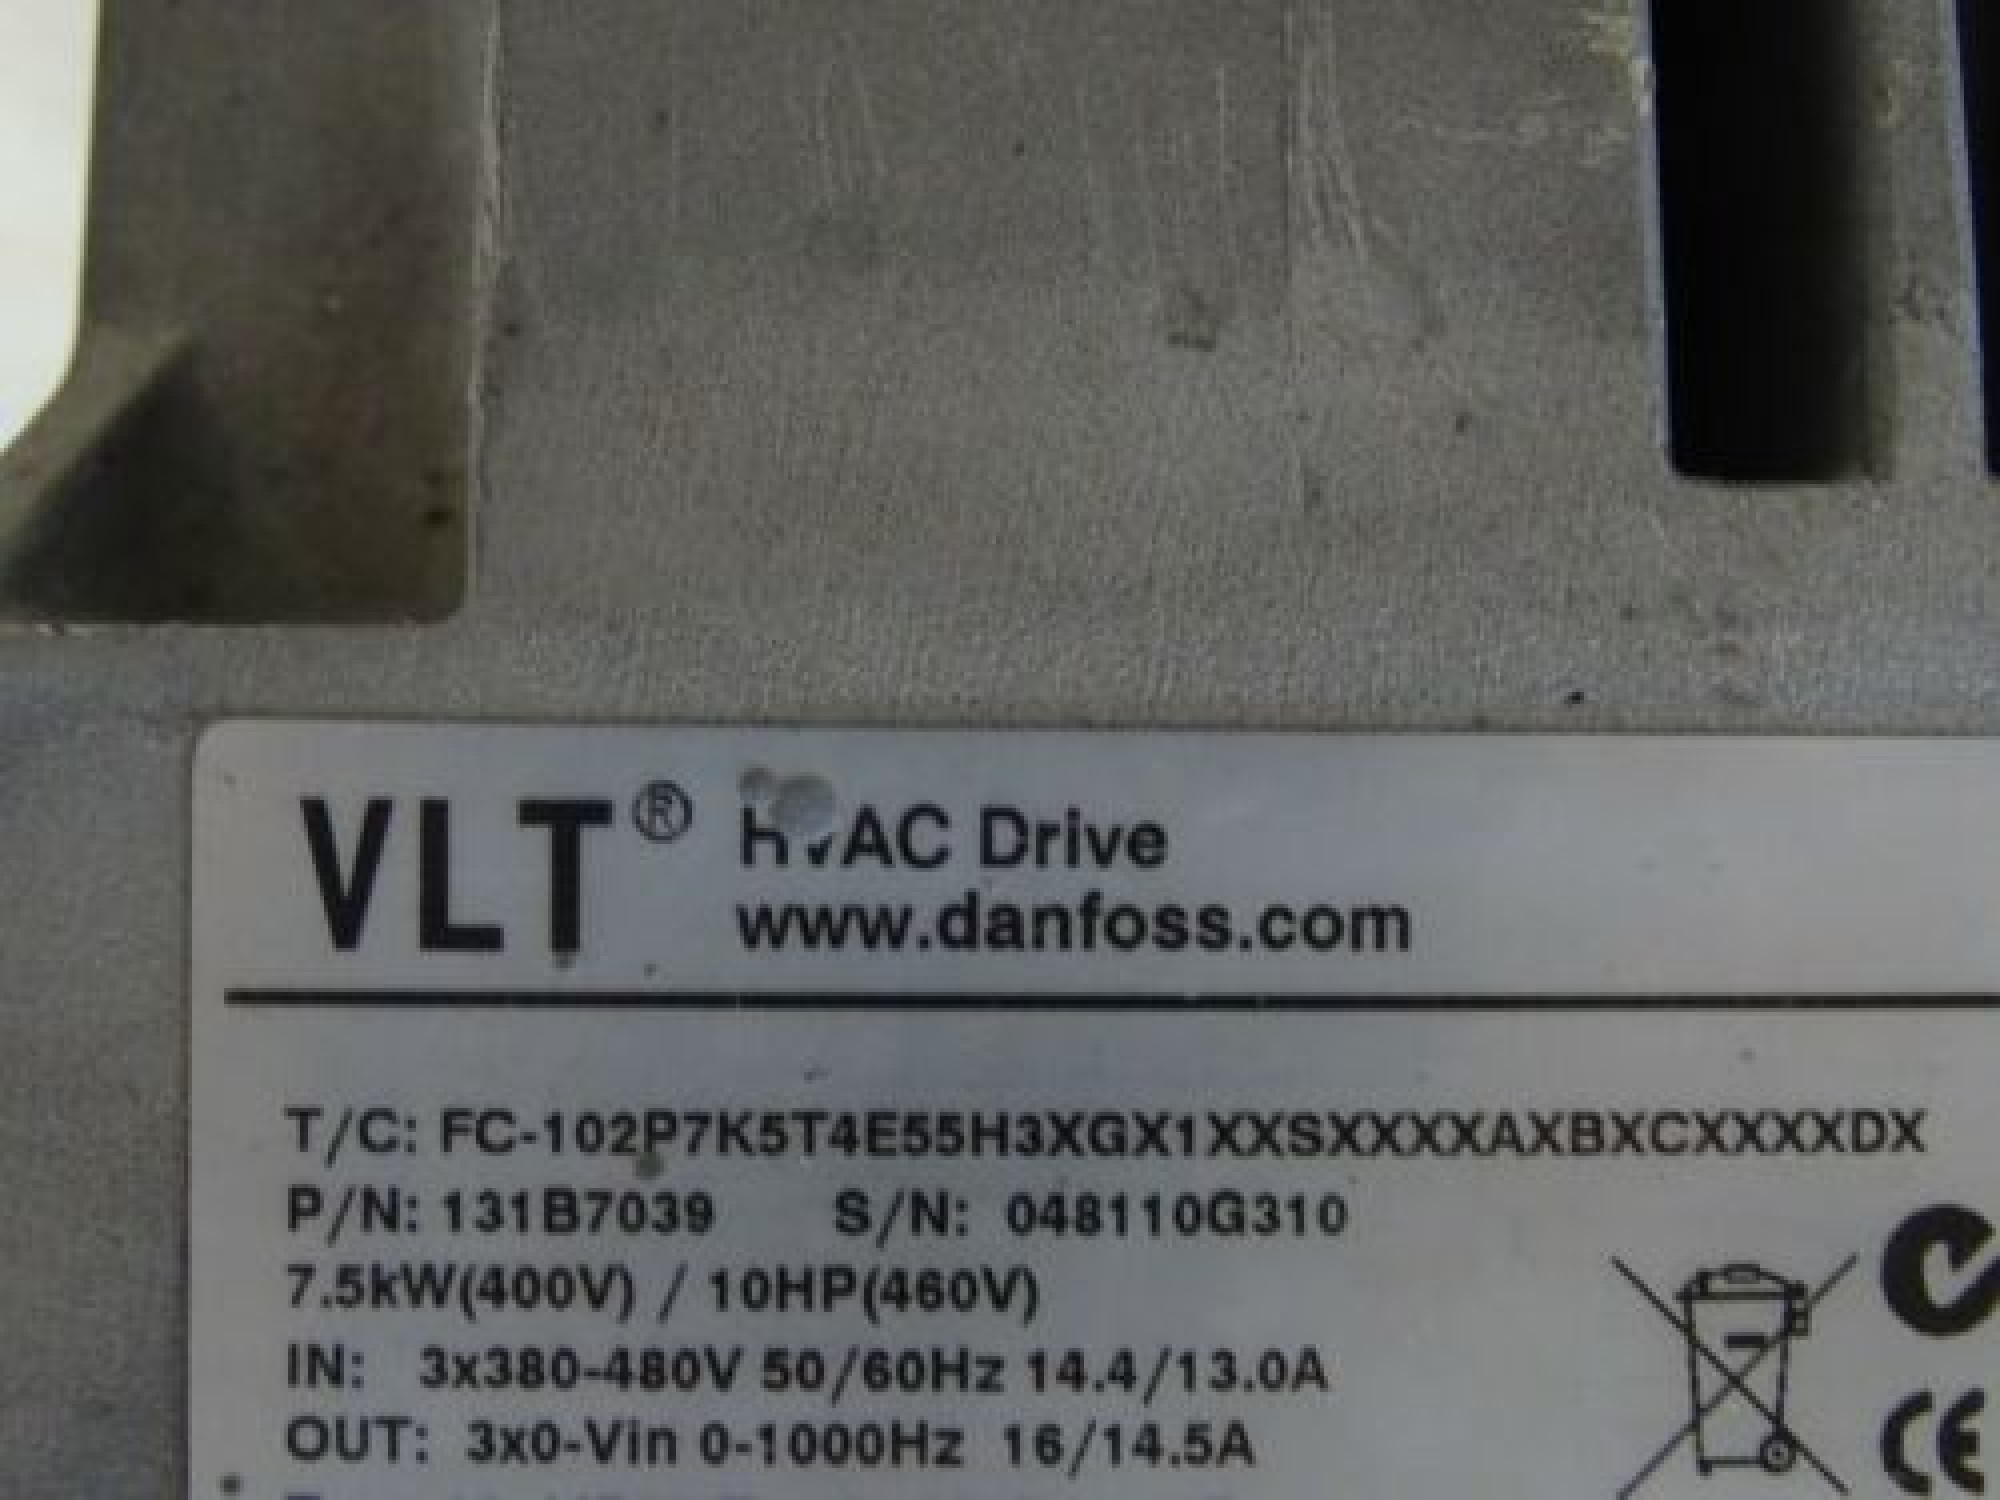 VLT® HVAC Drive
www.danfoss.com
T/C: FC-102P7K5T4E55H3XGX1XXSXXXXAXBXCXXXXDX
P/N: 131B7039 S/N: 048110G310
7.5kW(400V) / 10HP(460V)
IN: 3x380-480V 50/60Hz 14.4/13.0A
OUT: 3x0-Vin 0-1000Hz 16/14.5A
CE